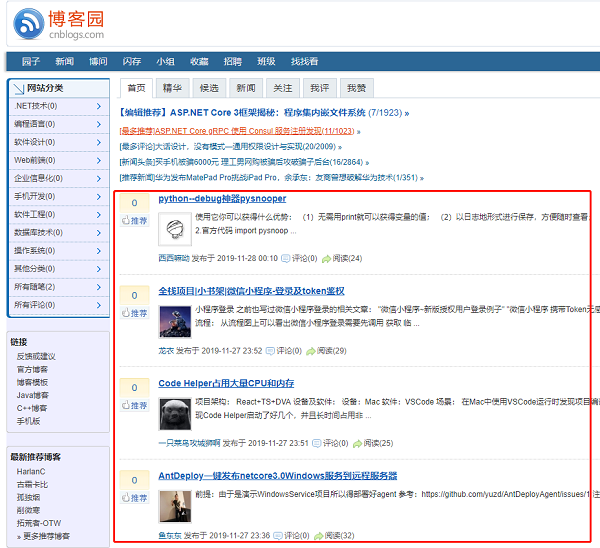 博客园
cnblogs.com
园子 新闻 博问 闪存 小组 收藏 招聘 班级 找找看
网站分类
.NET技术(0)
编程语言(0)
软件设计(0)
Web前端(0)
企业信息化(0)
手机开发(0)
软件工程(0)
数据库技术(0)
操作系统(0)
其他分类(0)
所有随笔(2)
所有评论(0)
链接
反馈或建议
官方博客
博客模板
Java博客
C++博客
手机版
最新推荐博客
HarlanC
古霜卡比
孤独烟
削微寒
拓荒者-OTW
» 更多推荐博客
首页 精华 候选 新闻 关注 我评 我赞
【编辑推荐】ASP.NET Core 3框架揭秘：程序集内嵌文件系统 (7/1923) »
[最多推荐]ASP.NET Core gRPC 使用 Consul 服务注册发现(11/1023) »
[最多评论]大话设计，没有模式—通用权限设计与实现(20/2009) »
[新闻头条]买手机被骗6000元 理工男网购被骗后攻破骗子后台(16/2864) »
[推荐新闻]华为发布MatePad Pro挑战iPad Pro，余承东：友商曾想破解华为技术(1/351) »
0
推荐
python--debug神器pysnooper
使用它你可以获得什么优势： （1）无需用print就可以获得变量的值； （2）以日志地形式进行保存，方便随时查看；
2.官方代码 import pysnoop ...
西西嘛呦 发布于 2019-11-28 00:10 评论(0) 阅读(24)
0
推荐
全栈项目|小书架|微信小程序-登录及token鉴权
小程序登录 之前也写过微信小程序登录的相关文章： "微信小程序~新版授权用户登录例子" "微信小程序 携带Token无感
流程： 从流程图上可以看出微信小程序登录需要先调用 获取 临 ...
龙衣 发布于 2019-11-27 23:52 评论(0) 阅读(29)
0
推荐
Code Helper占用大量CPU和内存
项目架构： React+TS+DVA 设备及软件： 设备：Mac 软件：VSCode 场景： 在Mac中使用VSCode运行时发现项目编
现Code Helper启动了好几个，并且长时间占用非 ...
一只菜鸟攻城狮啊 发布于 2019-11-27 23:51 评论(0) 阅读(25)
0
推荐
AntDeploy一键发布netcore3.0Windows服务到远程服务器
前提：由于是演示WindowsService项目所以得部署好agent 参考：https://github.com/yuzd/AntDeployAgent/issues/1 注
鱼东东 发布于 2019-11-27 23:36 评论(0) 阅读(32)